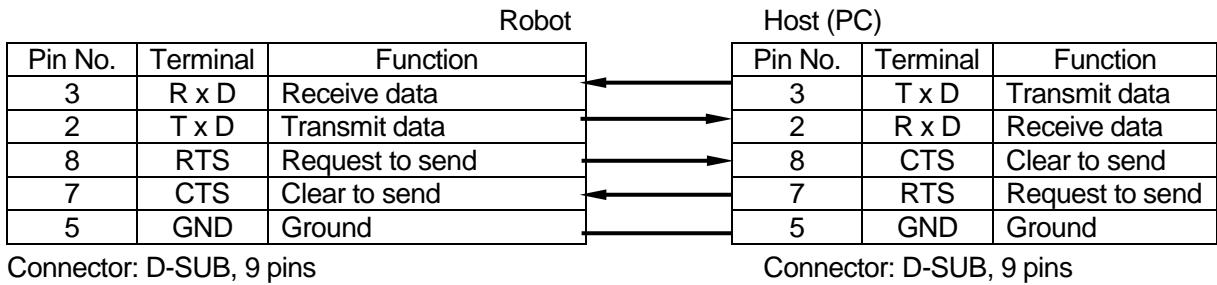 Robot Host (PC)
Pin No. Terminal Function Pin No. Terminal Function
3 R x D Receive data 3 T x D Transmit data
2 T x D Transmit data 2 R x D Receive data
8 RTS Request to send 8 CTS Clear to send
7 CTS Clear to send 7 RTS Request to send
5 GND Ground 5 GND Ground
Connector: D-SUB, 9 pins Connector: D-SUB, 9 pins